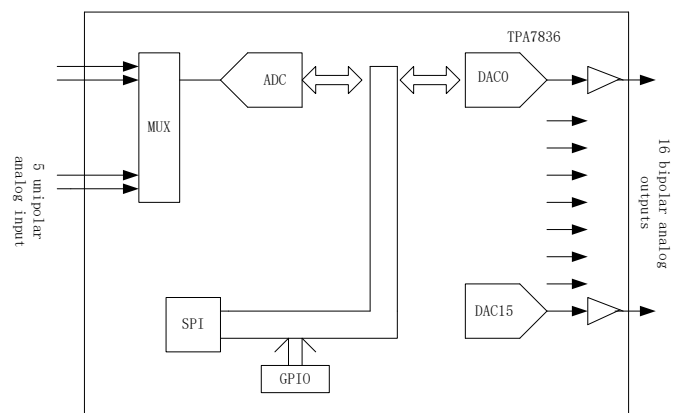 TPA7836
ADC
DAC0
MUX
5 unipolar
analog input
16 bipolar analog
outputs
SPI
DAC15
GPIO